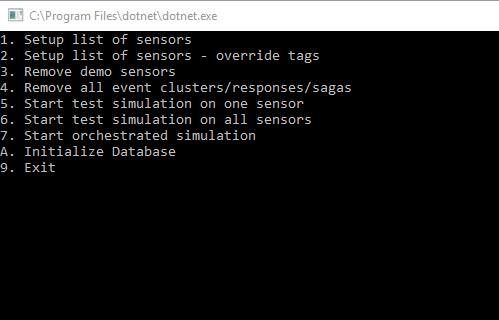 C:\Program Files\dotnet\dotnet.exe
1. Setup list of sensors
2. Setup list of sensors - override tags
3. Remove demo sensors
4. Remove all event clusters/responses/sagas
5. Start test simulation on one sensor
6. Start test simulation on all sensors
7. Start orchestrated simulation
A. Initialize Database
9. Exit